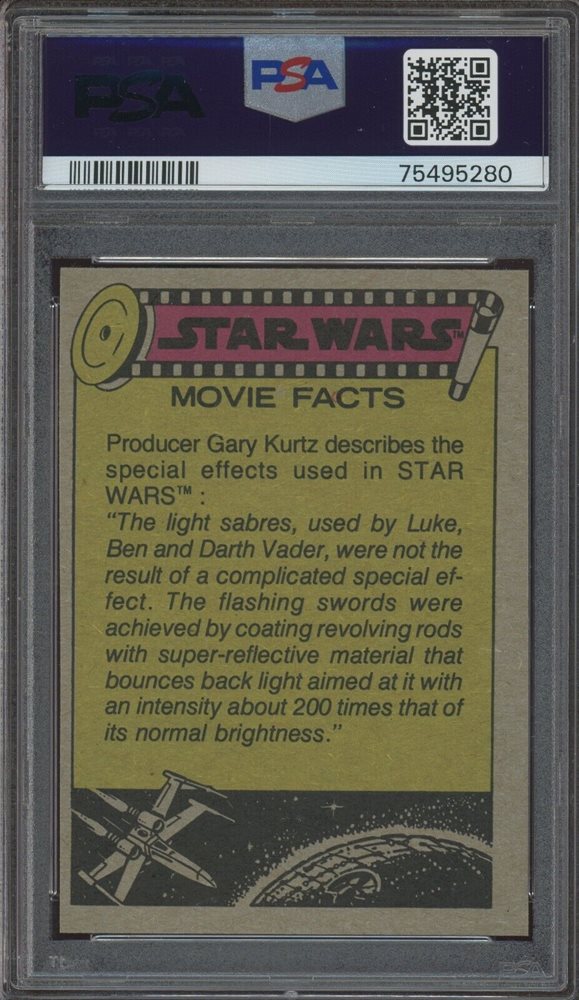 PSA
PSA
75495280
STAR WARS™
MOVIE FACTS
Producer Gary Kurtz describes the
special effects used in STAR
WARS™ :
“The light sabres, used by Luke,
Ben and Darth Vader, were not the
result of a complicated special ef-
fect. The flashing swords were
achieved by coating revolving rods
with super-reflective material that
bounces back light aimed at it with
an intensity about 200 times that of
its normal brightness.”
PSA